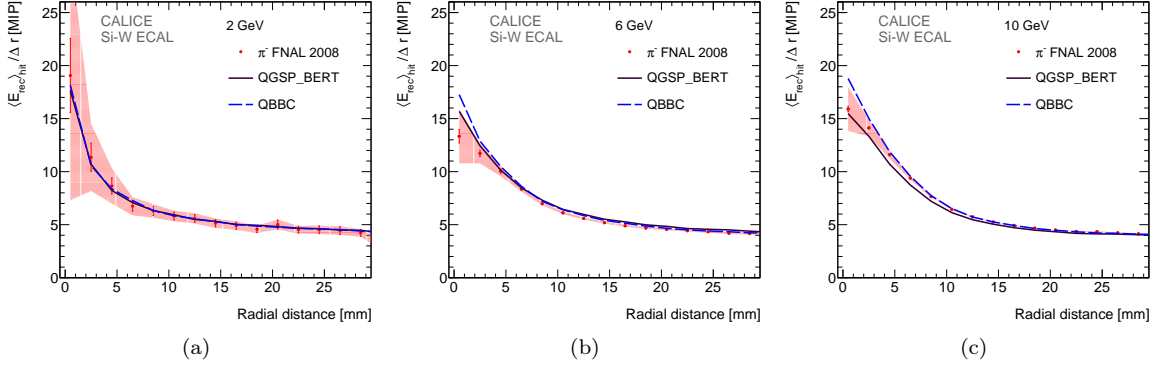 ⟨E_rec⟩_hit / Δ r [MIP]
25
20
15
10
5
0
CALICE
Si-W ECAL
2 GeV
π⁻ FNAL 2008
QGSP_BERT
QBBC
0 5 10 15 20 25
Radial distance [mm]
(a)
⟨E_rec⟩_hit / Δ r [MIP]
25
20
15
10
5
0
CALICE
Si-W ECAL
6 GeV
π⁻ FNAL 2008
QGSP_BERT
QBBC
0 5 10 15 20 25
Radial distance [mm]
(b)
⟨E_rec⟩_hit / Δ r [MIP]
25
20
15
10
5
0
CALICE
Si-W ECAL
10 GeV
π⁻ FNAL 2008
QGSP_BERT
QBBC
0 5 10 15 20 25
Radial distance [mm]
(c)